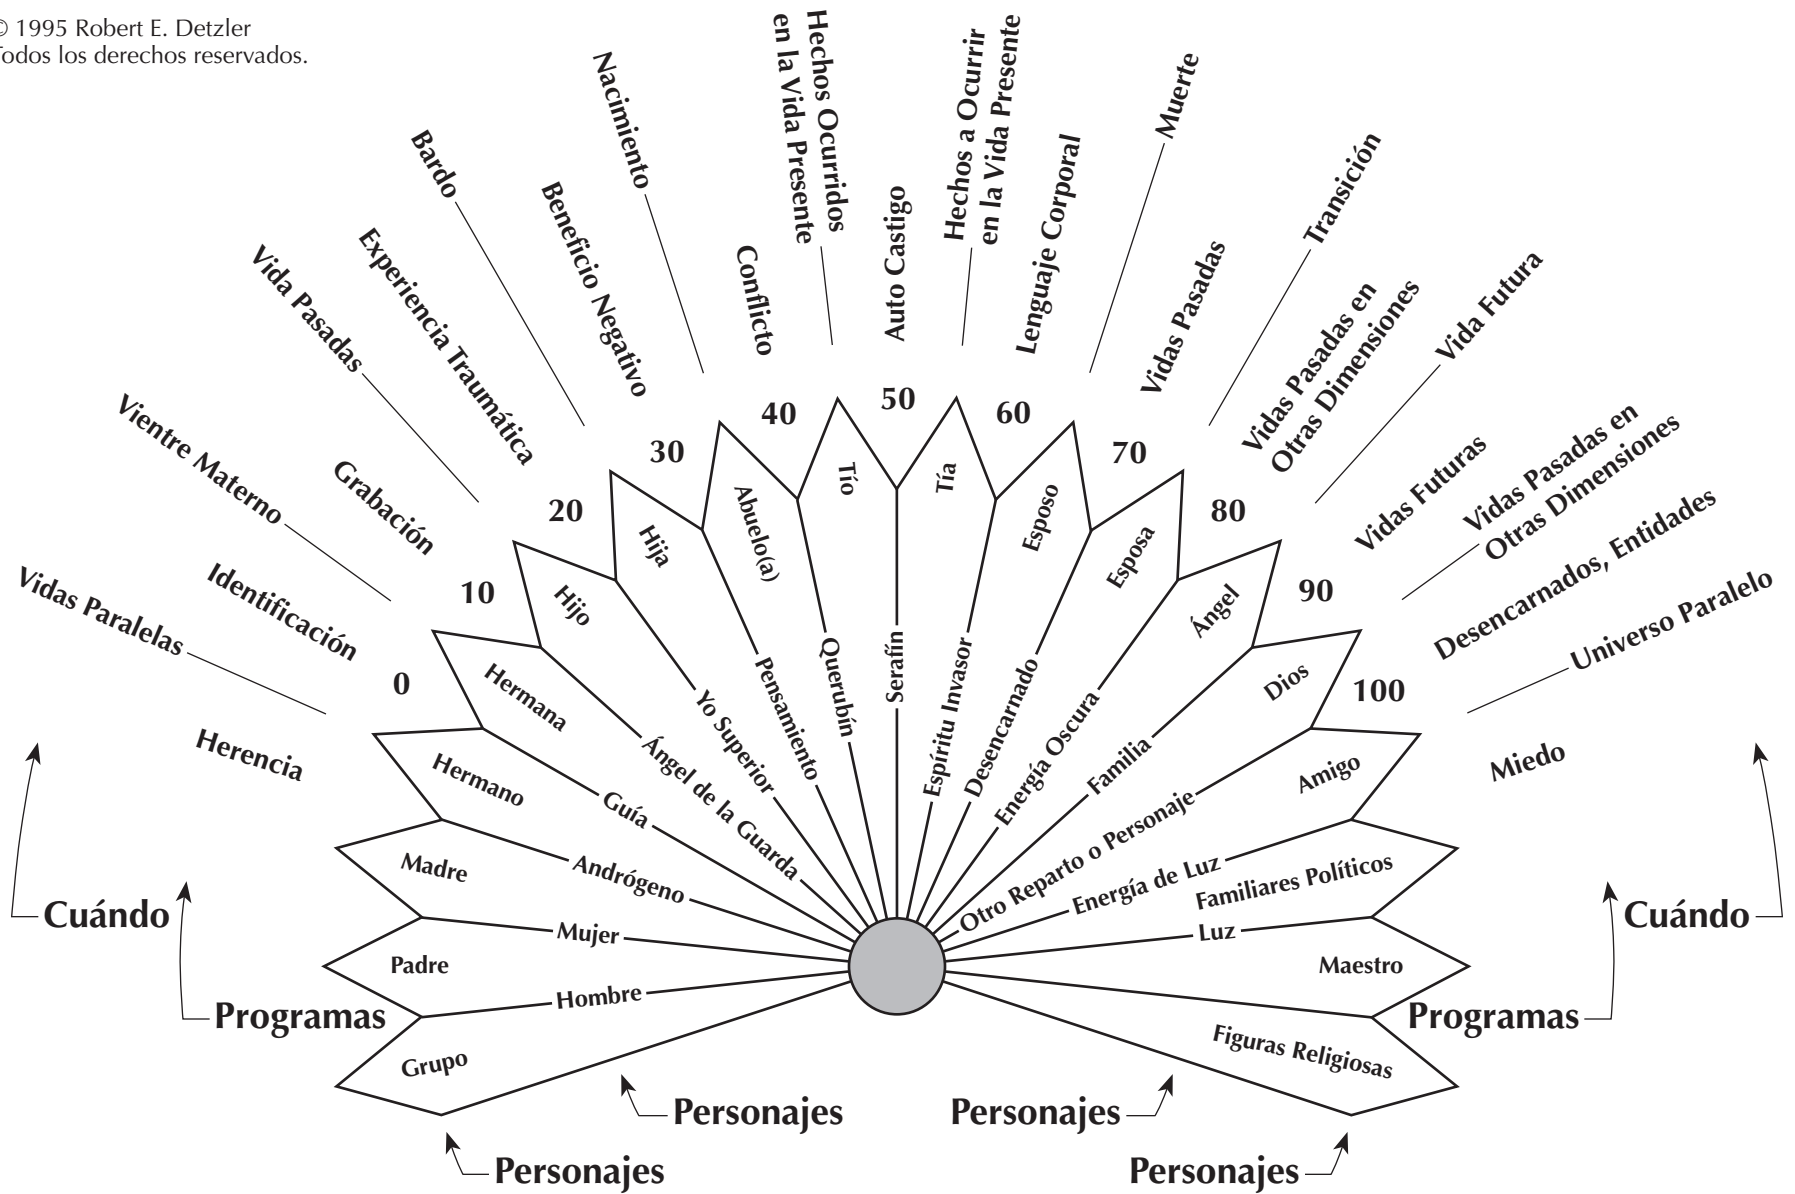 © 1995 Robert E. Detzler
Todos los derechos reservados.
Vidas Paralelas
Vientre Materno
Vida Pasadas
Bardo
Nacimiento
Hechos Ocurridos
en la Vida Presente
Hechos a Ocurrir
en la Vida Presente
Muerte
Transición
Vida Futura
Vidas Pasadas en
Otras Dimensiones
Universo Paralelo
Herencia
Identificación
Grabación
Experiencia Traumática
Beneficio Negativo
Conflicto
Auto Castigo
Lenguaje Corporal
Vidas Pasadas
Vidas Pasadas en
Otras Dimensiones
Vidas Futuras
Desencarnados, Entidades
Miedo
0
10
20
30
40
50
60
70
80
90
100
Grupo
Padre
Madre
Hermano
Hermana
Hijo
Hija
Abuelo(a)
Tío
Tía
Esposo
Esposa
Ángel
Dios
Amigo
Familiares Políticos
Maestro
Figuras Religiosas
Hombre
Mujer
Andrógeno
Guía
Ángel de la Guarda
Yo Superior
Pensamiento
Querubín
Serafín
Espíritu Invasor
Desencarnado
Energía Oscura
Familia
Otro Reparto o Personaje
Energía de Luz
Luz
Cuándo
Cuándo
Programas
Programas
Personajes
Personajes
Personajes
Personajes